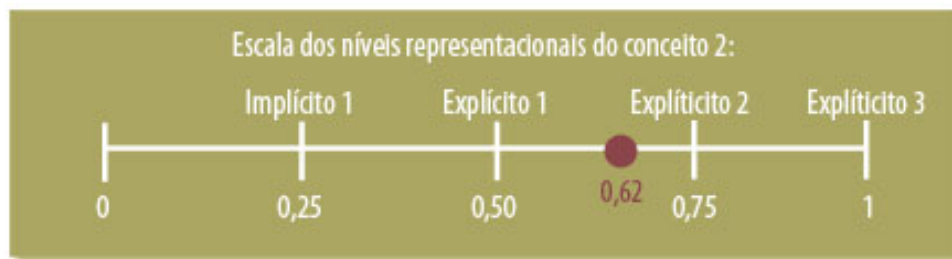 Escala dos níveis representacionais do conceito 2:
Implícito 1 Explícito 1 Explíticito 2 Explíticito 3
0 0,25 0,50 0,62 0,75 1